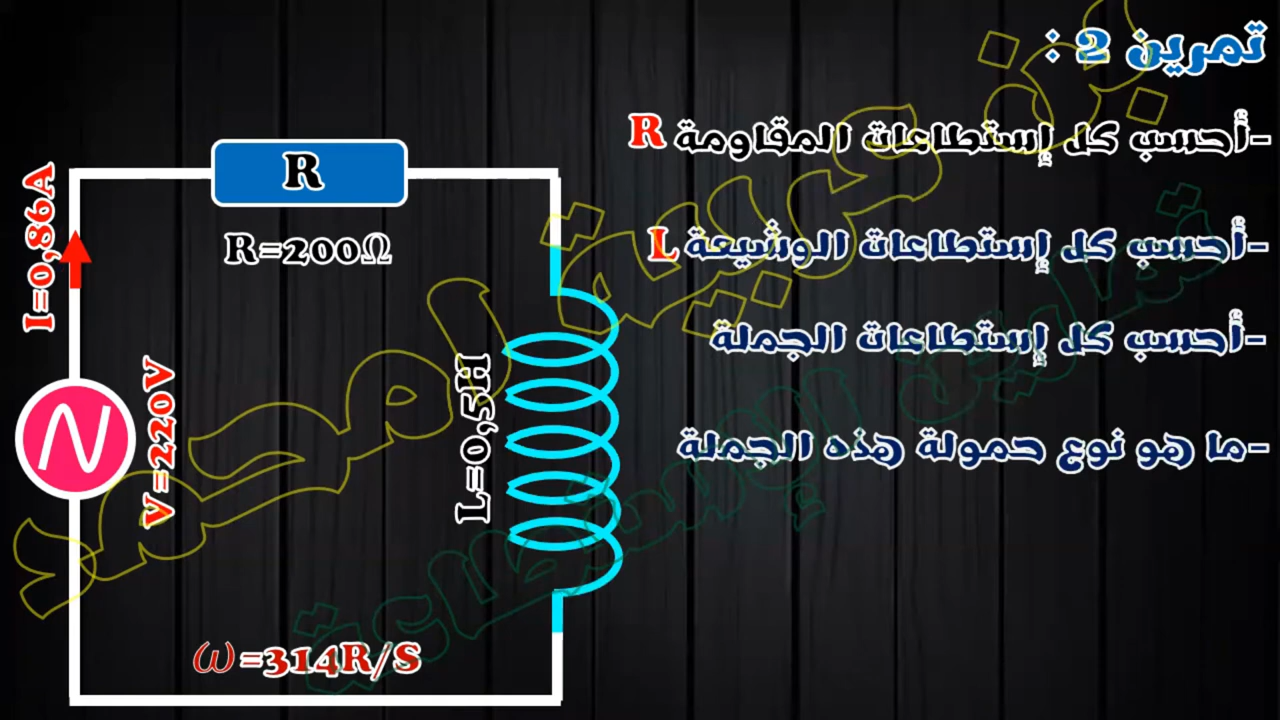 تمرين 2 :
-أحسب كل إستطاعات المقاومة R
-أحسب كل إستطاعات الوشيعة L
-أحسب كل إستطاعات الجملة
-ما هو نوع حمولة هذه الجملة
R
R=200Ω
I=0,86A
V=220V
L=0,5H
ω=314R/S